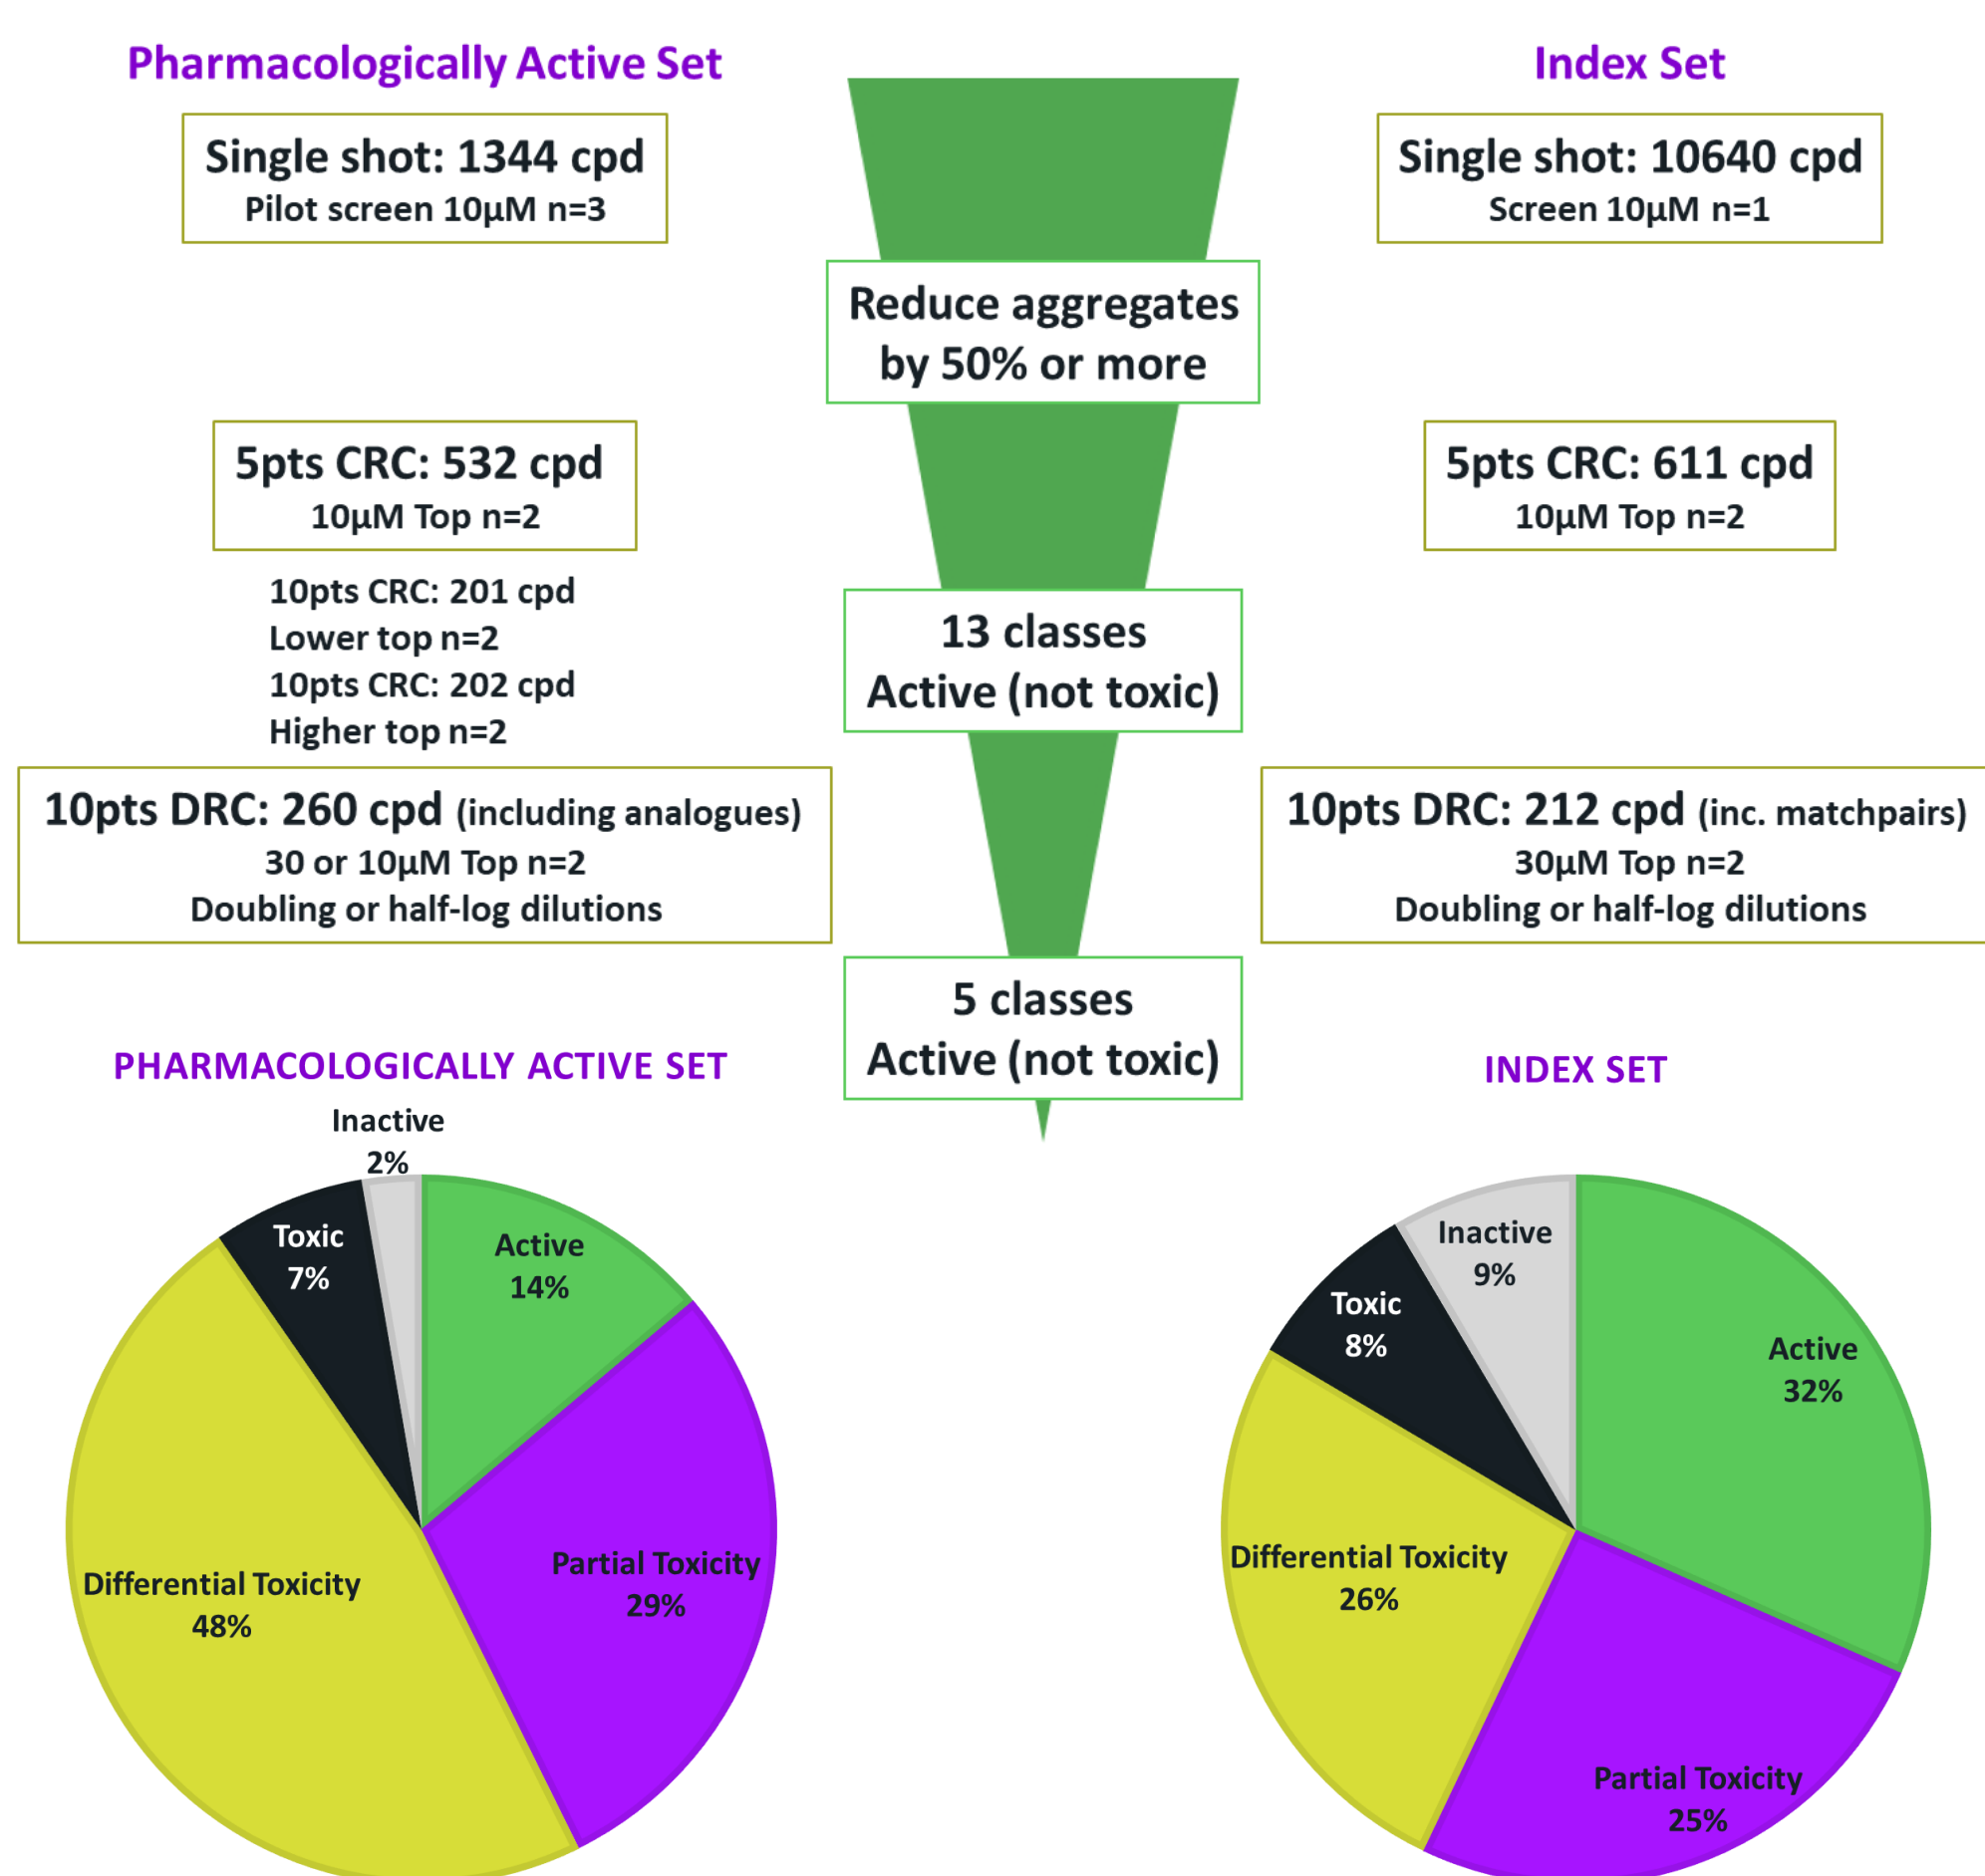 Pharmacologically Active Set
Single shot: 1344 cpd
Pilot screen 10µM n=3
Index Set
Single shot: 10640 cpd
Screen 10µM n=1
Reduce aggregates
by 50% or more
5pts CRC: 532 cpd
10µM Top n=2
5pts CRC: 611 cpd
10µM Top n=2
10pts CRC: 201 cpd
Lower top n=2
10pts CRC: 202 cpd
Higher top n=2
13 classes
Active (not toxic)
10pts DRC: 260 cpd (including analogues)
30 or 10µM Top n=2
Doubling or half-log dilutions
10pts DRC: 212 cpd (inc. matchpairs)
30µM Top n=2
Doubling or half-log dilutions
5 classes
Active (not toxic)
PHARMACOLOGICALLY ACTIVE SET
Inactive
2%
Toxic
7%
Active
14%
Partial Toxicity
29%
Differential Toxicity
48%
INDEX SET
Inactive
9%
Toxic
8%
Active
32%
Differential Toxicity
26%
Partial Toxicity
25%